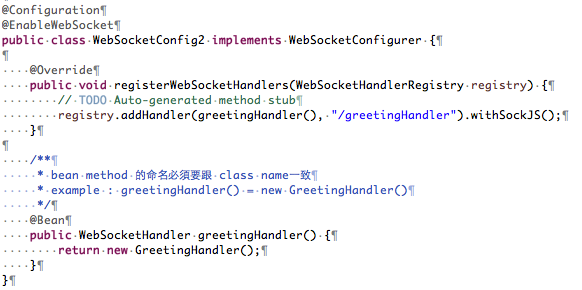 @Configuration¶
@EnableWebSocket¶
public·class·WebSocketConfig2·implements·WebSocketConfigurer·{¶
¶
····@Override¶
····public·void·registerWebSocketHandlers(WebSocketHandlerRegistry·registry)·{¶
········//·TODO·Auto-generated·method·stub¶
········registry.addHandler(greetingHandler(),·"/greetingHandler").withSockJS();¶
····}¶
¶
····/**¶
·····*·bean·method·的命名必須要跟·class·name一致¶
·····*·example·:·greetingHandler()·=·new·GreetingHandler()¶
·····*/¶
····@Bean¶
····public·WebSocketHandler·greetingHandler()·{¶
········return·new·GreetingHandler();¶
····}¶
}¶